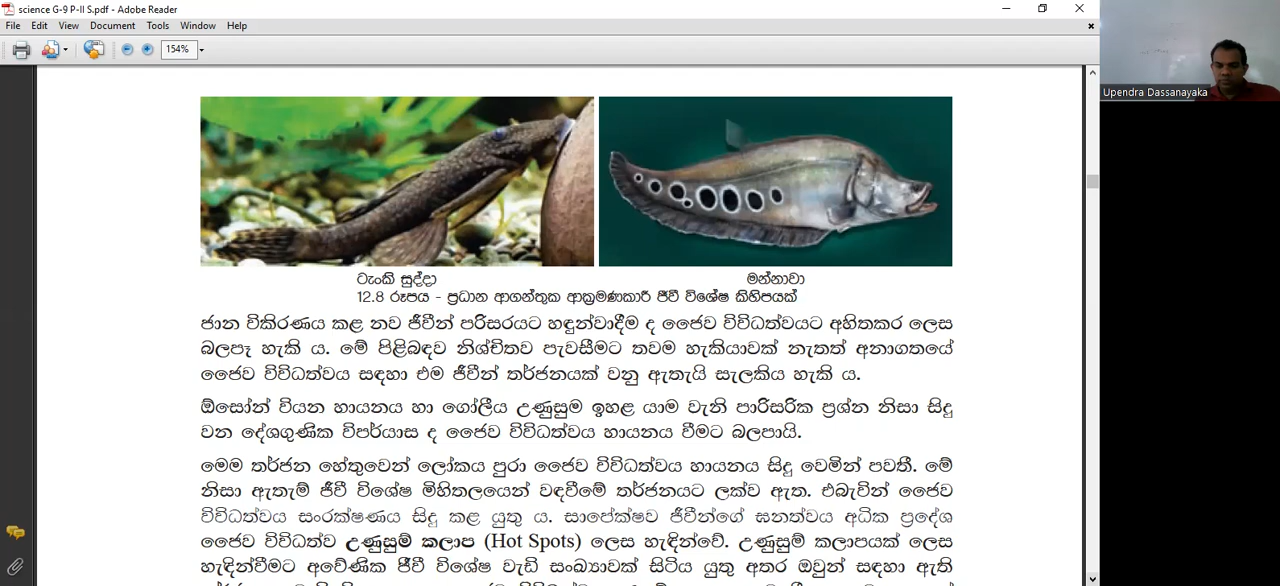 science G-9 P-II S.pdf - Adobe Reader
File Edit View Document Tools Window Help
154%
Upendra Dassanayaka
ටැංකි සුද්දා
මන්නාවා
12.8 රූපය - ප්‍රධාන ආගන්තුක ආක්‍රමණකාරී ජීවී විශේෂ කිහිපයක්
ජාන විකිරණය කළ නව ජීවීන් පරිසරයට හඳුන්වාදීම ද ජෛව විවිධත්වයට අහිතකර ලෙස
බලපෑ හැකි ය. මේ පිළිබඳව නිශ්චිතව පැවසීමට තවම හැකියාවක් නැතත් අනාගතයේ
ජෛව විවිධත්වය සඳහා එම ජීවීන් තර්ජනයක් වනු ඇතැයි සැලකිය හැකි ය.
ඕසෝන් වියන හායනය හා ගෝලීය උණුසුම ඉහළ යාම වැනි පාරිසරික ප්‍රශ්න නිසා සිදු
වන දේශගුණික විපර්යාස ද ජෛව විවිධත්වය හායනය වීමට බලපායි.
මෙම තර්ජන හේතුවෙන් ලෝකය පුරා ජෛව විවිධත්වය හායනය සිදු වෙමින් පවතී. මේ
නිසා ඇතැම් ජීවී විශේෂ මිහිතලයෙන් වඳවීමේ තර්ජනයට ලක්ව ඇත. එබැවින් ජෛව
විවිධත්වය සංරක්ෂණය සිදු කළ යුතු ය. සාපේක්ෂව ජීවීන්ගේ ඝනත්වය අධික ප්‍රදේශ
ජෛව විවිධත්ව උණුසුම් කලාප (Hot Spots) ලෙස හැඳින්වේ. උණුසුම් කලාපයක් ලෙස
හැඳින්වීමට ආවේණික ජීවී විශේෂ වැඩි සංඛ්‍යාවක් සිටිය යුතු අතර ඔවුන් සඳහා ඇති